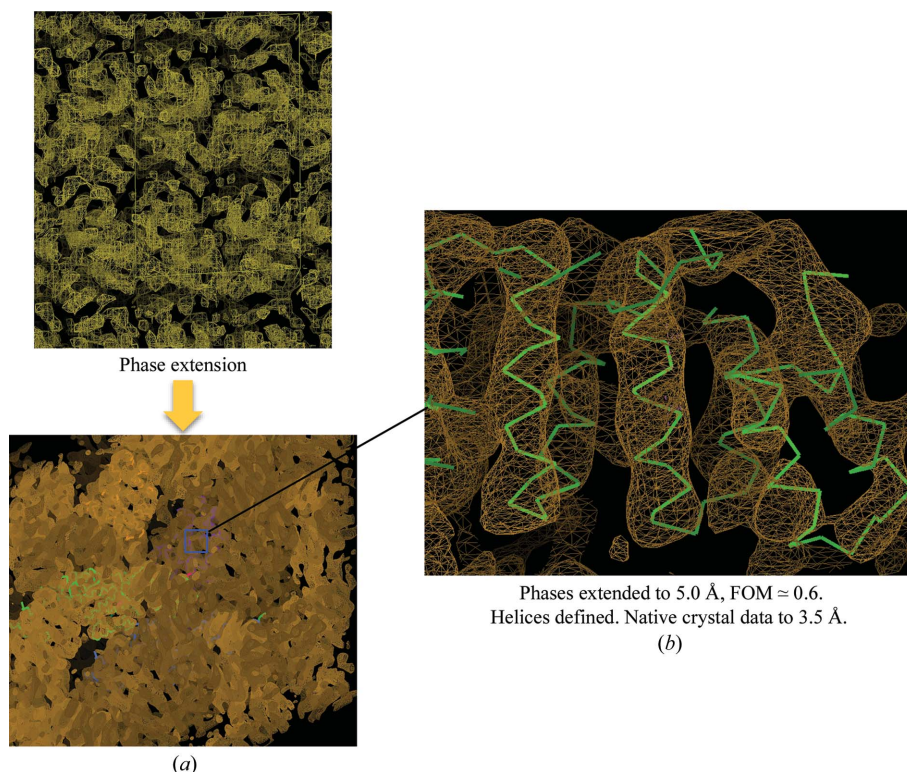 Phase extension
(a)
Phases extended to 5.0 Å, FOM ≃ 0.6.
Helices defined. Native crystal data to 3.5 Å.
(b)